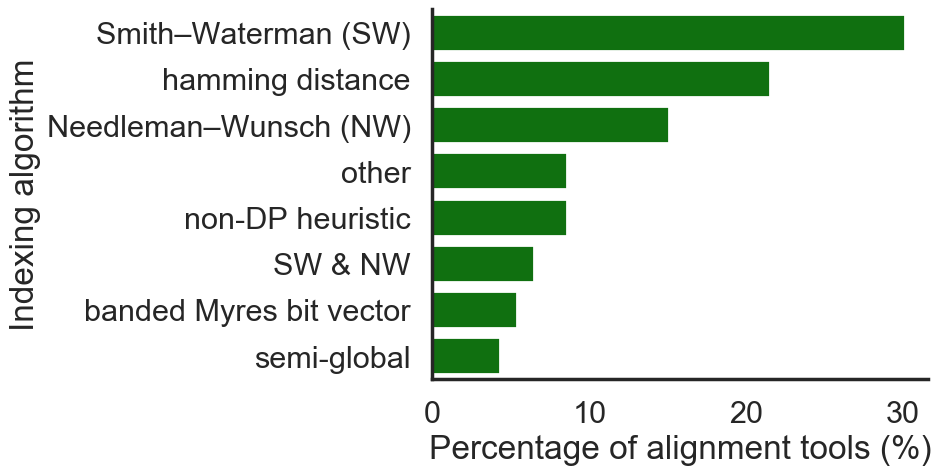 Indexing algorithm
Smith–Waterman (SW)
hamming distance
Needleman–Wunsch (NW)
other
non-DP heuristic
SW & NW
banded Myres bit vector
semi-global
0 10 20 30
Percentage of alignment tools (%)